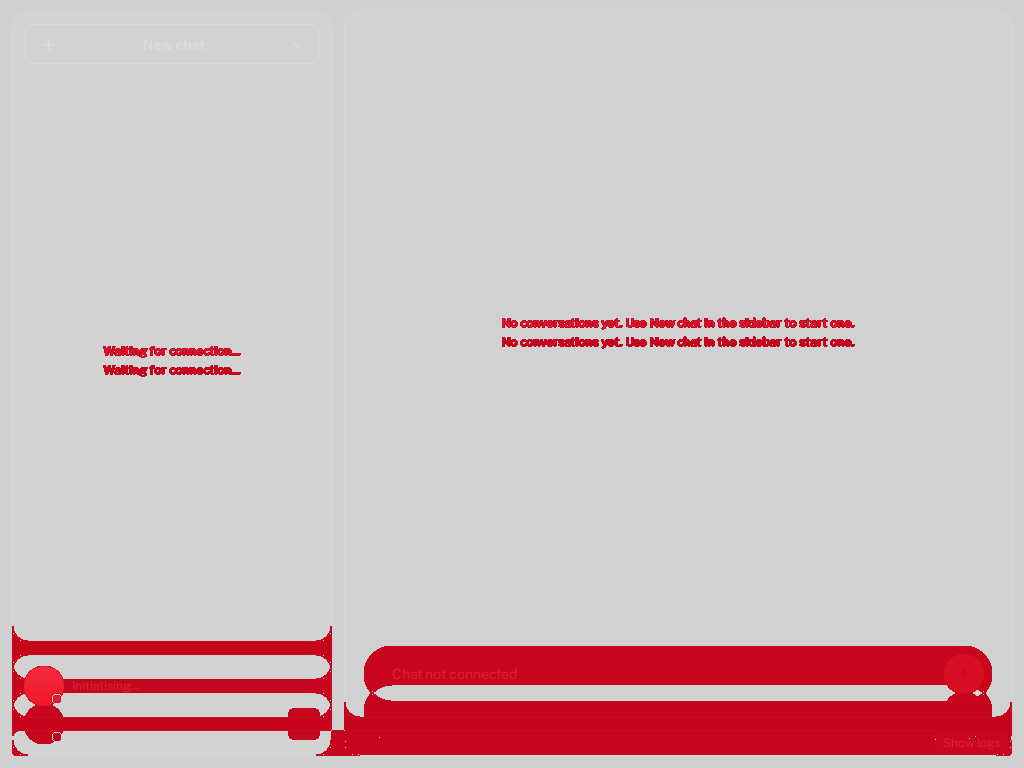 New chat
Waiting for connection...
Waiting for connection...
No conversations yet. Use New chat in the sidebar to start one.
No conversations yet. Use New chat in the sidebar to start one.
Initialising...
Chat not connected
Show logs